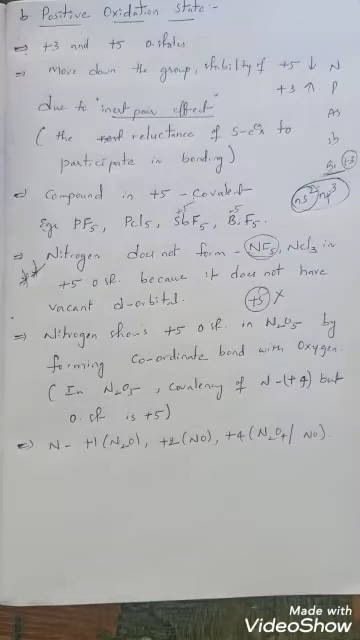 b Positive Oxidation State :-
⇒ +3 and +5 o. states
⇒ Move down the group, stability of +5 ↓ N
+3 ↑. P
due to "inert pair effect" As
(the reluctance of s-e⁻s to
participate in bonding) Bi +3
ns² np³
⇒ Compound in +5 - Covalent
Eg: PF5, PCl5, SbF5, BiF5.
+5 +5
⇒ Nitrogen does not form - NF5, NCl3 in
+5 o. st. because it does not have
vacant d-orbital. +5 X
⇒ Nitrogen shows +5 o. st. in N2O5 by
forming Co-ordinate bond with Oxygen.
(In N2O5, covalency of N-(+4) but
o. st. is +5)
⇒ N - +1 (N2O), +2 (NO), +4 (N2O4 / NO).
Made with
VideoShow